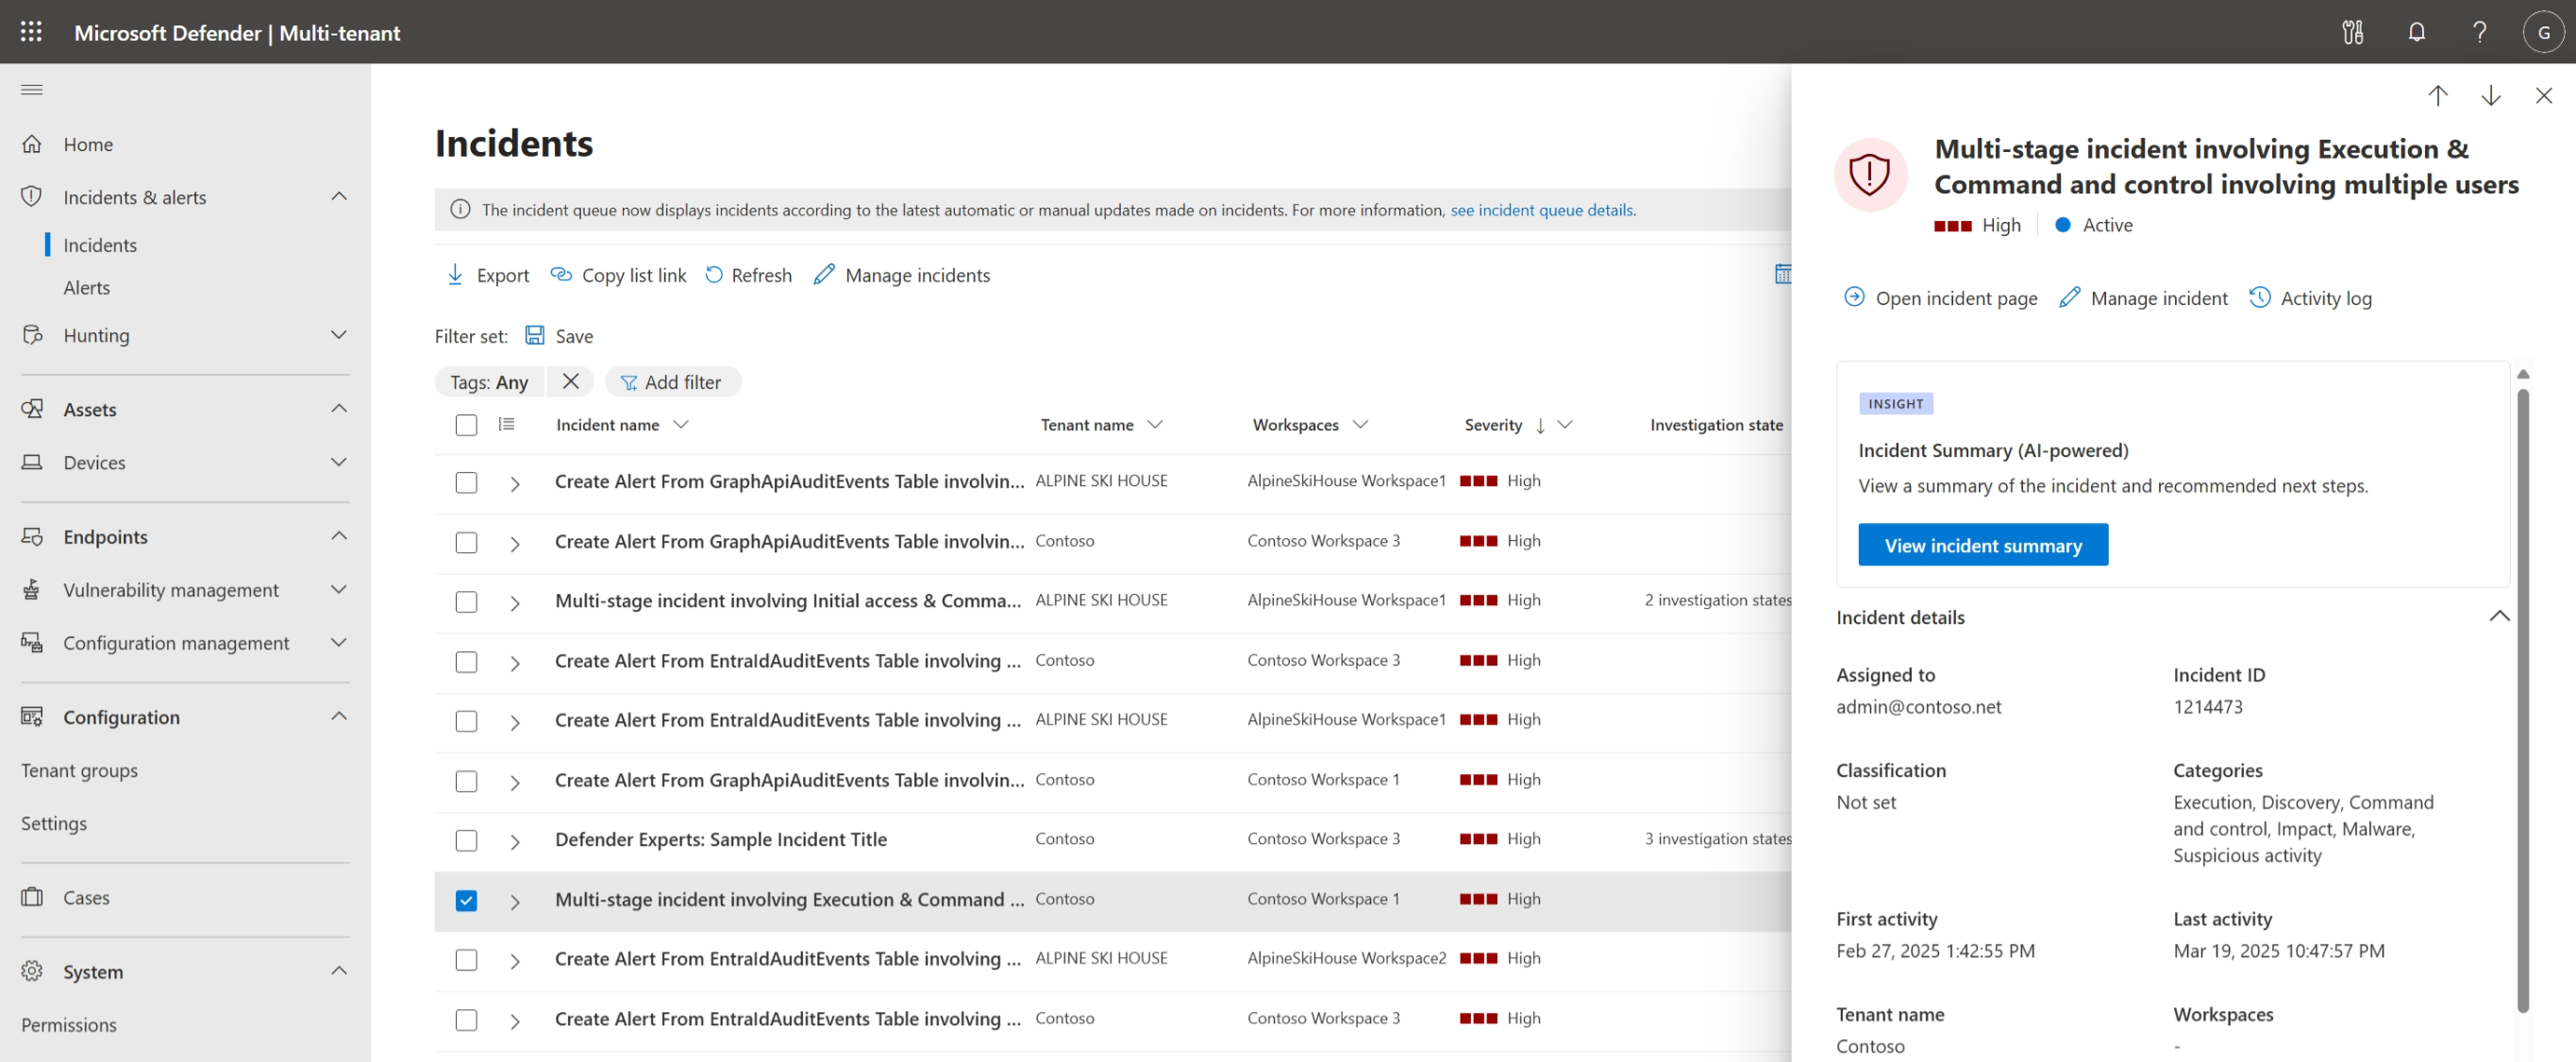 Microsoft Defender | Multi-tenant
G
Home
Incidents & alerts
Incidents
Alerts
Hunting
Assets
Devices
Endpoints
Vulnerability management
Configuration management
Configuration
Tenant groups
Settings
Cases
System
Permissions
Incidents
The incident queue now displays incidents according to the latest automatic or manual updates made on incidents. For more information, see incident queue details.
Export Copy list link Refresh Manage incidents
Filter set: Save
Tags: Any Add filter
Incident name Tenant name Workspaces Severity Investigation state
Create Alert From GraphApiAuditEvents Table involvin... ALPINE SKI HOUSE AlpineSkiHouse Workspace1 High
Create Alert From GraphApiAuditEvents Table involvin... Contoso Contoso Workspace 3 High
Multi-stage incident involving Initial access & Comma... ALPINE SKI HOUSE AlpineSkiHouse Workspace1 High 2 investigation states
Create Alert From EntraIdAuditEvents Table involving ... Contoso Contoso Workspace 3 High
Create Alert From EntraIdAuditEvents Table involving ... ALPINE SKI HOUSE AlpineSkiHouse Workspace1 High
Create Alert From GraphApiAuditEvents Table involvin... Contoso Contoso Workspace 1 High
Defender Experts: Sample Incident Title Contoso Contoso Workspace 3 High 3 investigation states
Multi-stage incident involving Execution & Command ... Contoso Contoso Workspace 1 High
Create Alert From EntraIdAuditEvents Table involving ... ALPINE SKI HOUSE AlpineSkiHouse Workspace2 High
Create Alert From EntraIdAuditEvents Table involving ... Contoso Contoso Workspace 3 High
Multi-stage incident involving Execution &
Command and control involving multiple users
High Active
Open incident page Manage incident Activity log
INSIGHT
Incident Summary (AI-powered)
View a summary of the incident and recommended next steps.
View incident summary
Incident details
Assigned to Incident ID
admin@contoso.net 1214473
Classification Categories
Not set Execution, Discovery, Command
and control, Impact, Malware,
Suspicious activity
First activity Last activity
Feb 27, 2025 1:42:55 PM Mar 19, 2025 10:47:57 PM
Tenant name Workspaces
Contoso -